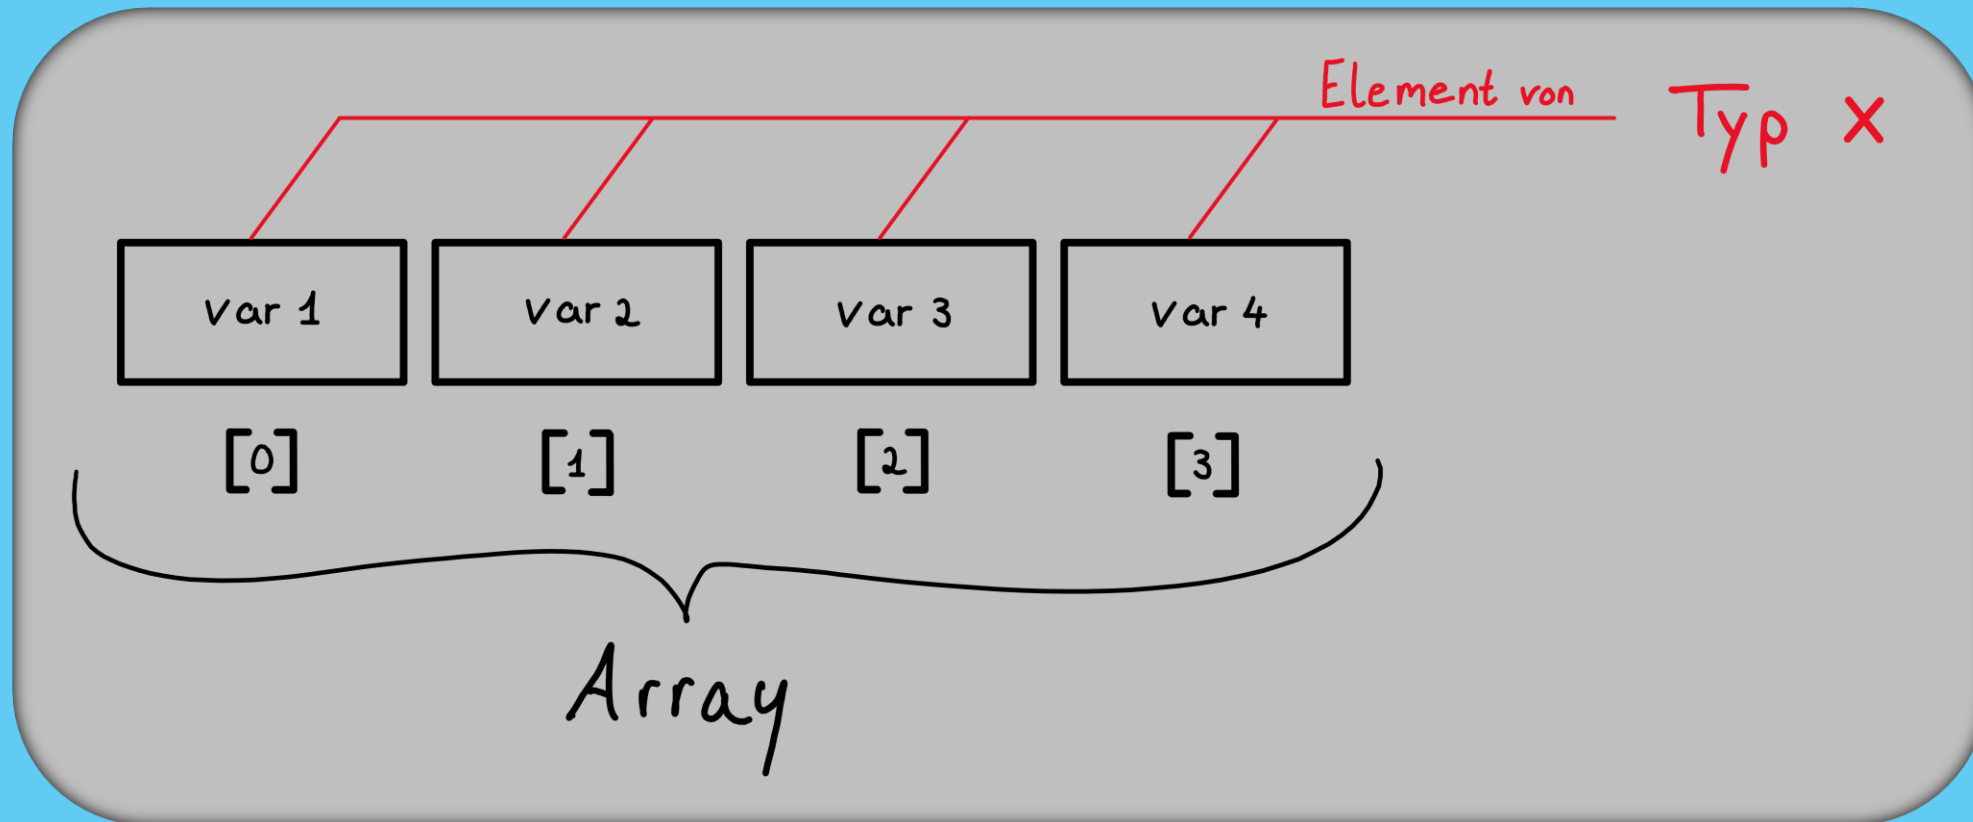 Element von Typ x
var 1 var 2 var 3 var 4
[0] [1] [2] [3]
Array